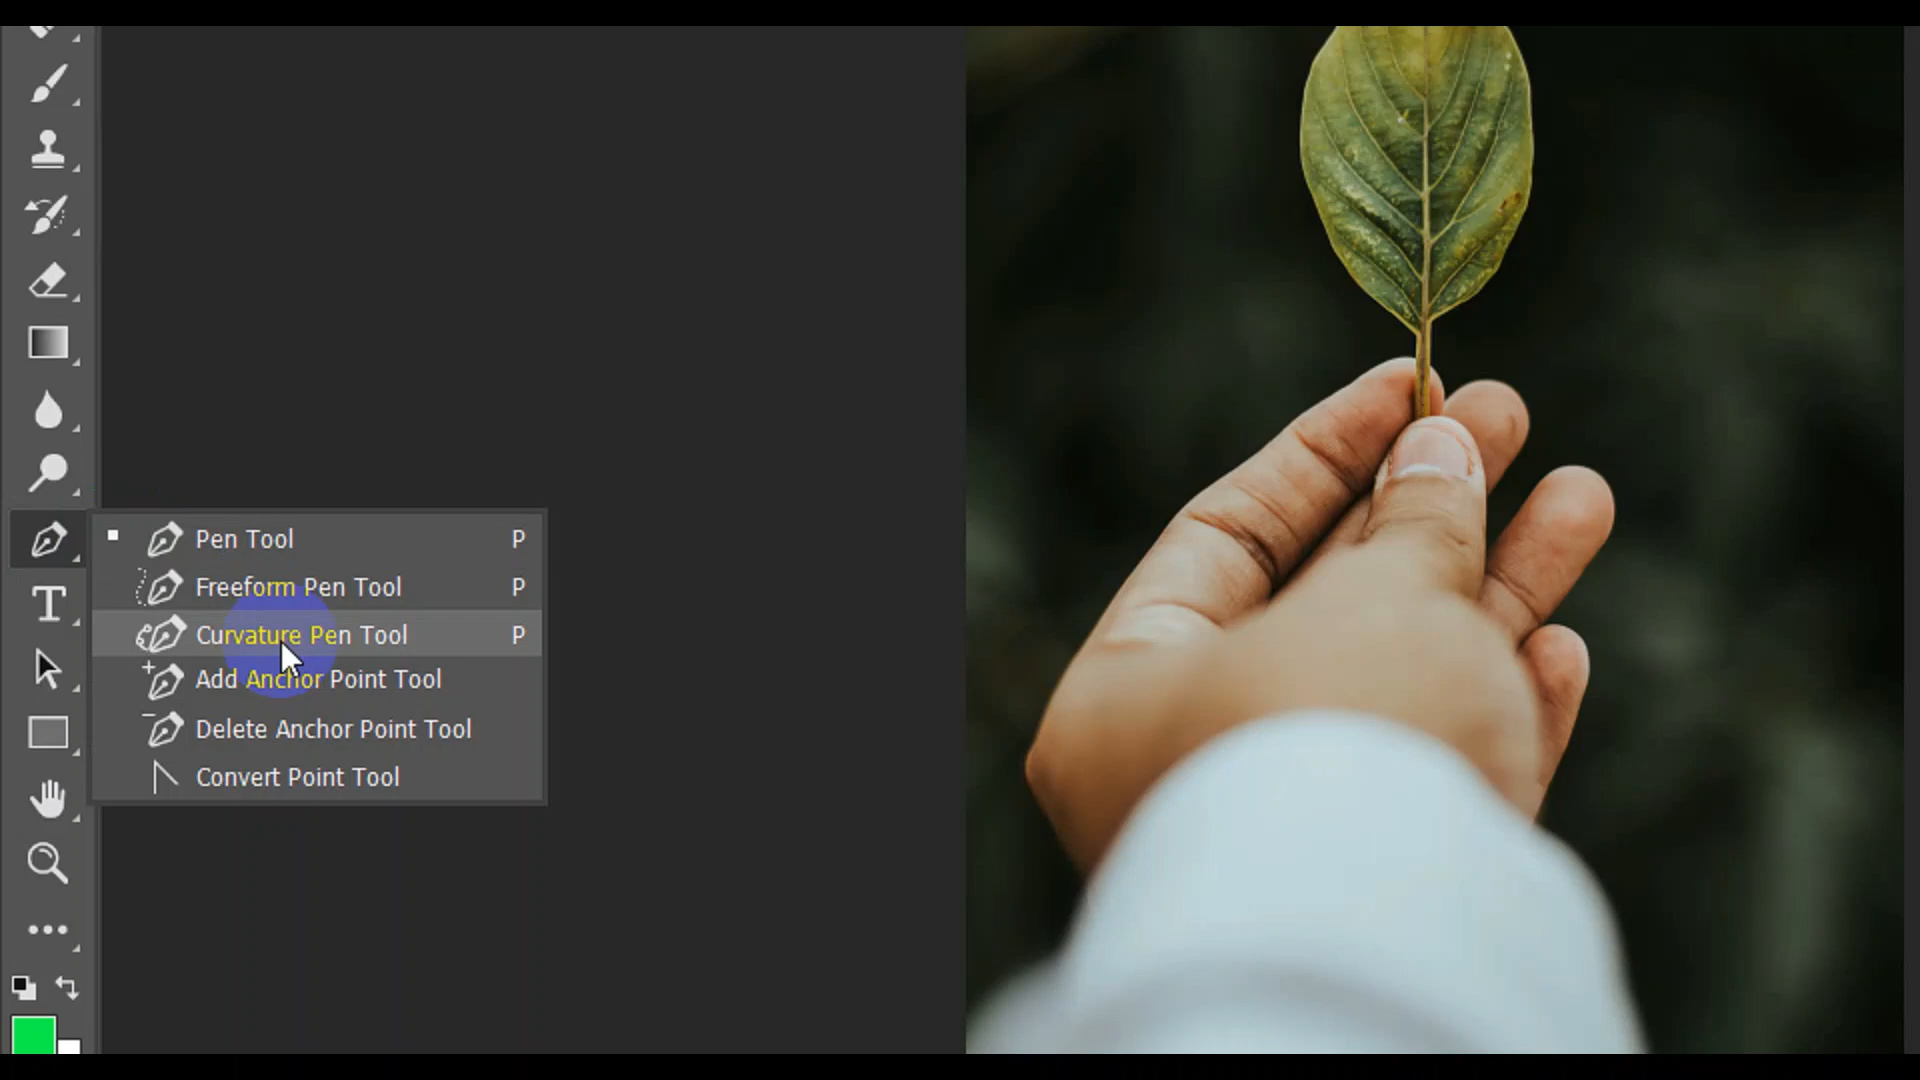 Pen Tool P
Freeform Pen Tool P
Curvature Pen Tool P
Add Anchor Point Tool
Delete Anchor Point Tool
Convert Point Tool
T